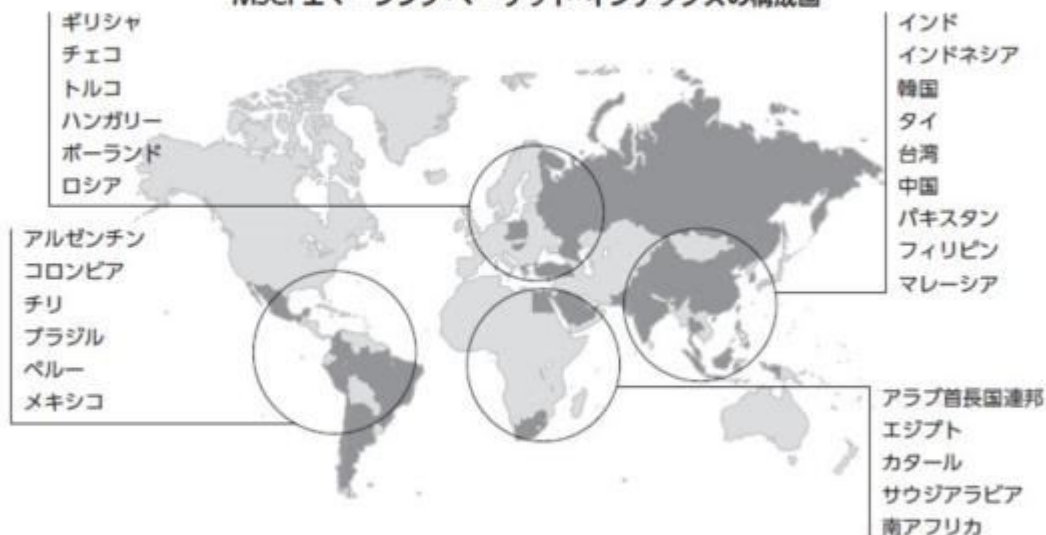 ギリシャ
チェコ
トルコ
ハンガリー
ポーランド
ロシア
アルゼンチン
コロンビア
チリ
ブラジル
ペルー
メキシコ
インド
インドネシア
韓国
タイ
台湾
中国
パキスタン
フィリピン
マレーシア
アラブ首長国連邦
エジプト
カタール
サウジアラビア
南アフリカ